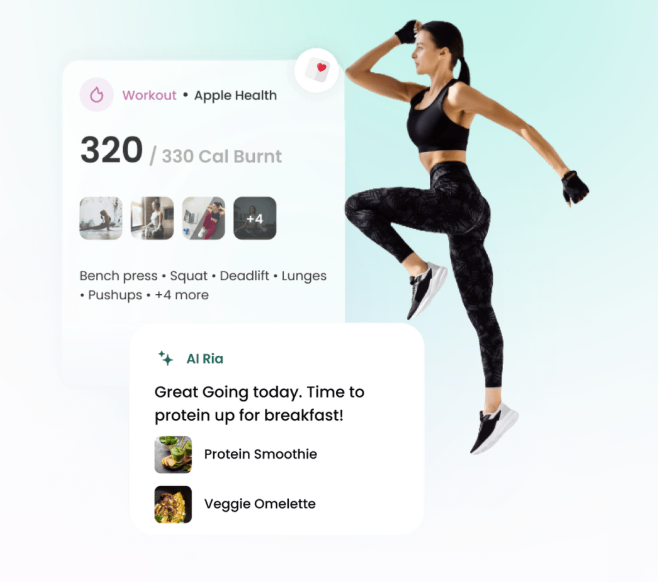 Workout • Apple Health
320 / 330 Cal Burnt
+4
Bench press • Squat • Deadlift • Lunges
• Pushups • +4 more
AI Ria
Great Going today. Time to
protein up for breakfast!
Protein Smoothie
Veggie Omelette